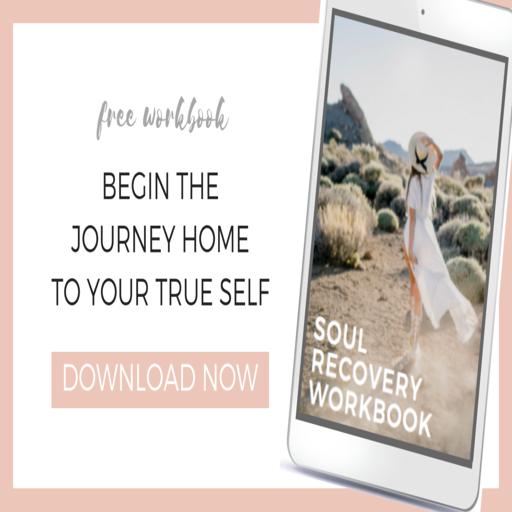 free workbook
BEGIN THE
JOURNEY HOME
TO YOUR TRUE SELF
DOWNLOAD NOW
SOUL
RECOVERY
WORKBOOK